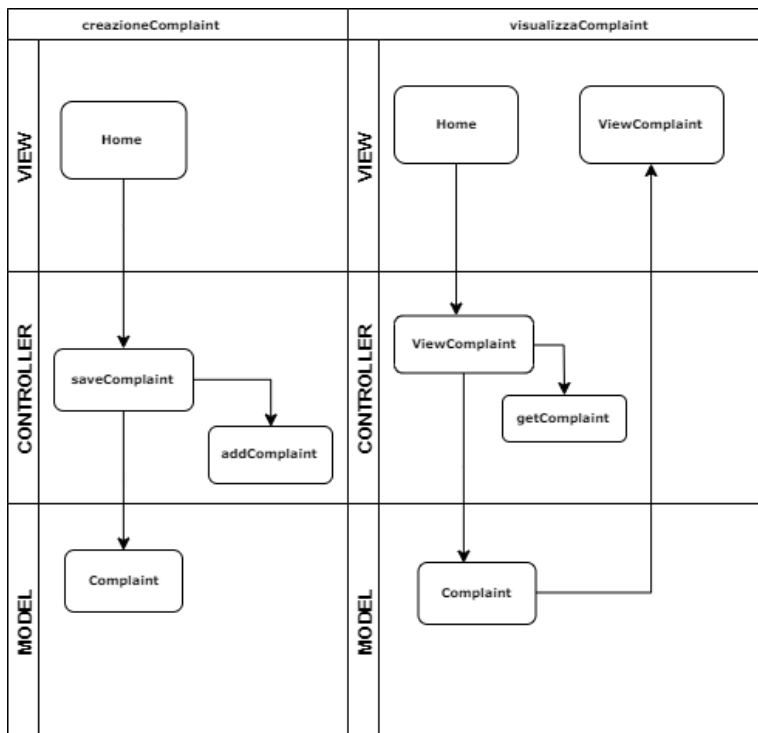 creazioneComplaint
visualizzaComplaint
VIEW
Home
VIEW
Home
ViewComplaint
CONTROLLER
saveComplaint
addComplaint
CONTROLLER
ViewComplaint
getComplaint
MODEL
Complaint
MODEL
Complaint